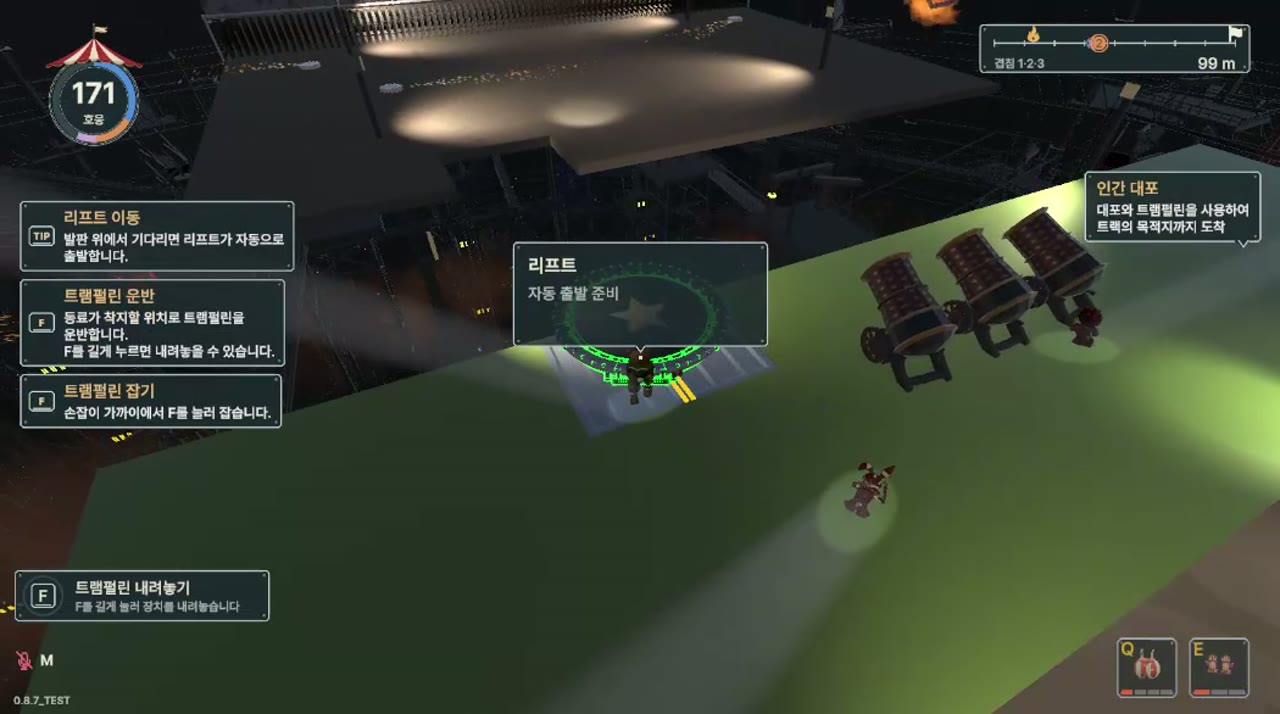 171
호응
2
겹침 1·2·3
99 m
인간 대포
대포와 트램펄린을 사용하여
트랙의 목적지까지 도착
TIP
리프트 이동
발판 위에서 기다리면 리프트가 자동으로
출발합니다.
리프트
자동 출발 준비
F
트램펄린 운반
동료가 착지할 위치로 트램펄린을
운반합니다.
F를 길게 누르면 내려놓을 수 있습니다.
F
트램펄린 잡기
손잡이 가까이에서 F를 눌러 잡습니다.
F
트램펄린 내려놓기
F를 길게 눌러 장치를 내려놓습니다
M
Q
E
0.8.7_TEST